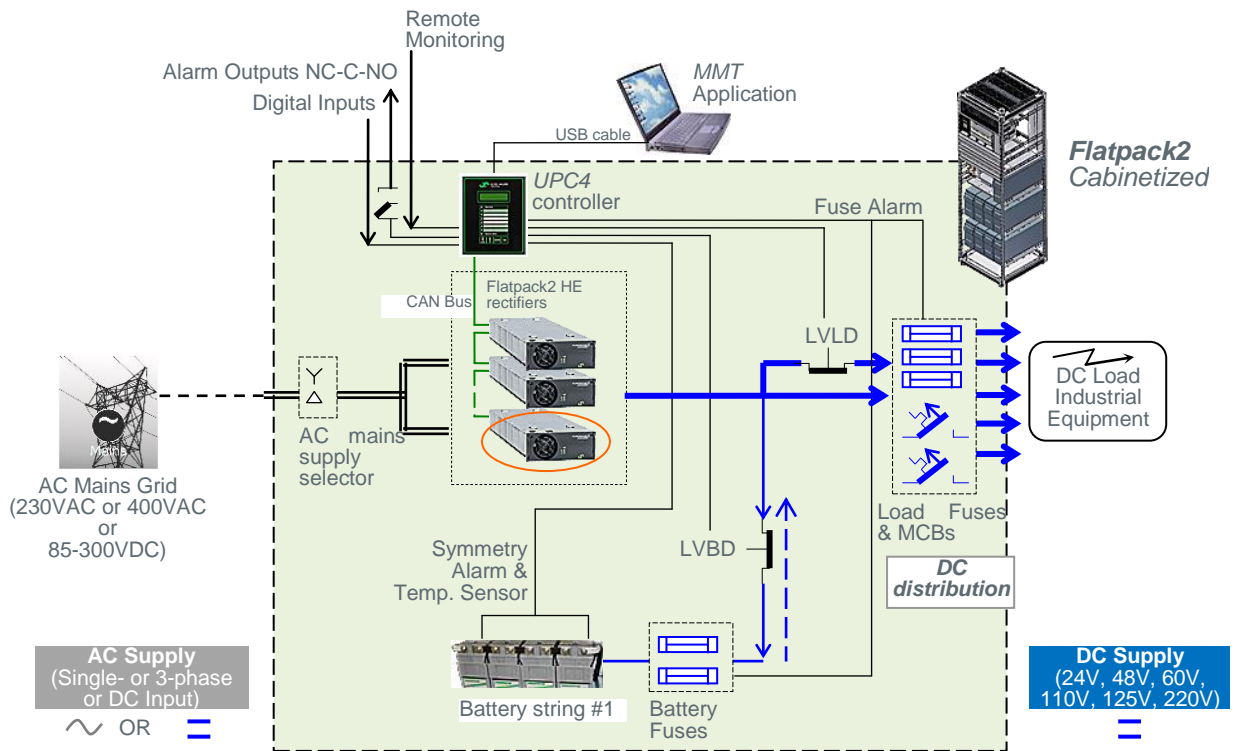 Remote
Monitoring
Alarm Outputs NC-C-NO
Digital Inputs
MMT
Application
USB cable
UPC4
controller
Flatpack2
Cabinetized
Fuse Alarm
CAN Bus
Flatpack2 HE
rectifiers
LVLD
DC Load
Industrial
Equipment
Mains
AC mains
supply
selector
AC Mains Grid
(230VAC or 400VAC
or
85-300VDC)
Load Fuses
& MCBs
LVBD
Symmetry
Alarm &
Temp. Sensor
DC
distribution
AC Supply
(Single- or 3-phase
or DC Input)
OR
Battery string #1
Battery
Fuses
DC Supply
(24V, 48V, 60V,
110V, 125V, 220V)